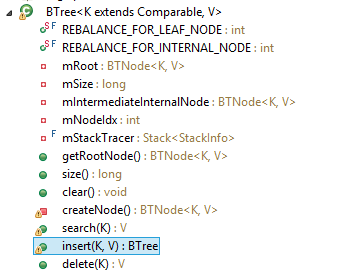 BTree<K extends Comparable, V>
REBALANCE_FOR_LEAF_NODE : int
REBALANCE_FOR_INTERNAL_NODE : int
mRoot : BTNode<K, V>
mSize : long
mIntermediateInternalNode : BTNode<K, V>
mNodeIdx : int
mStackTracer : Stack<StackInfo>
getRootNode() : BTNode<K, V>
size() : long
clear() : void
createNode() : BTNode<K, V>
search(K) : V
insert(K, V) : BTree
delete(K) : V